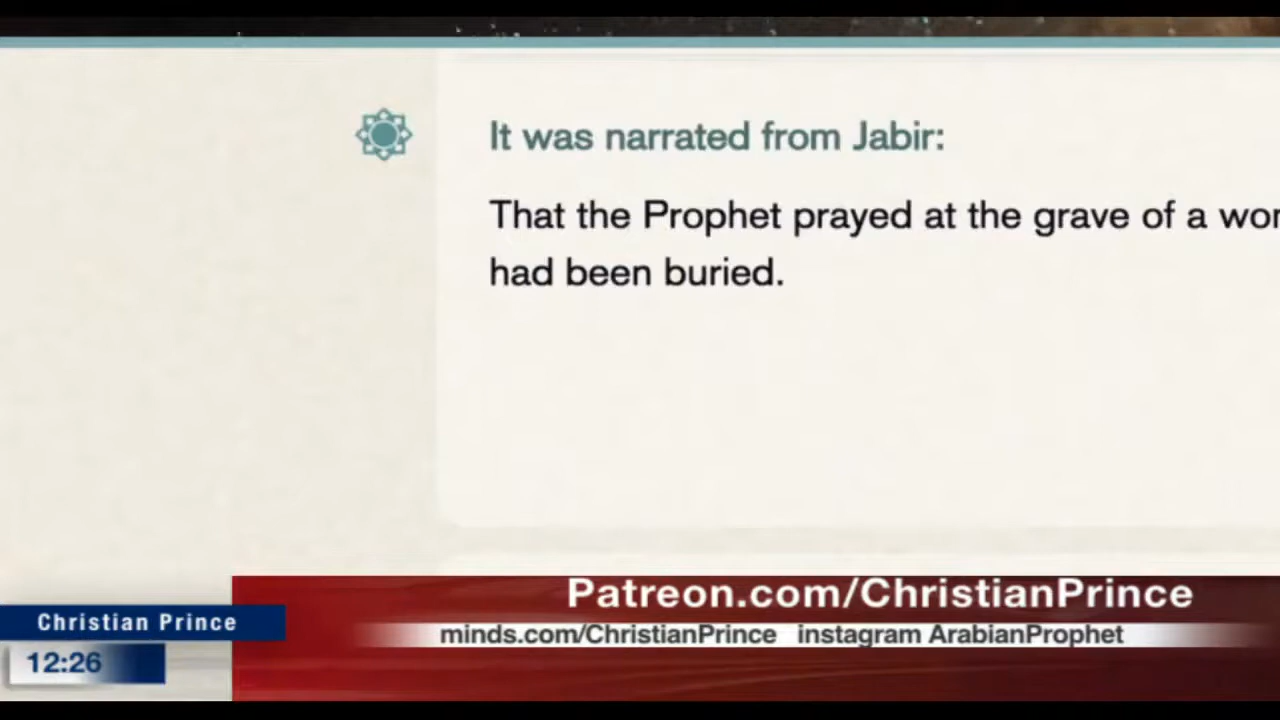 It was narrated from Jabir:
That the Prophet prayed at the grave of a
had been buried.
Patreon.com/ChristianPrince
Christian Prince
minds.com/ChristianPrince instagram ArabianProphet
12:26